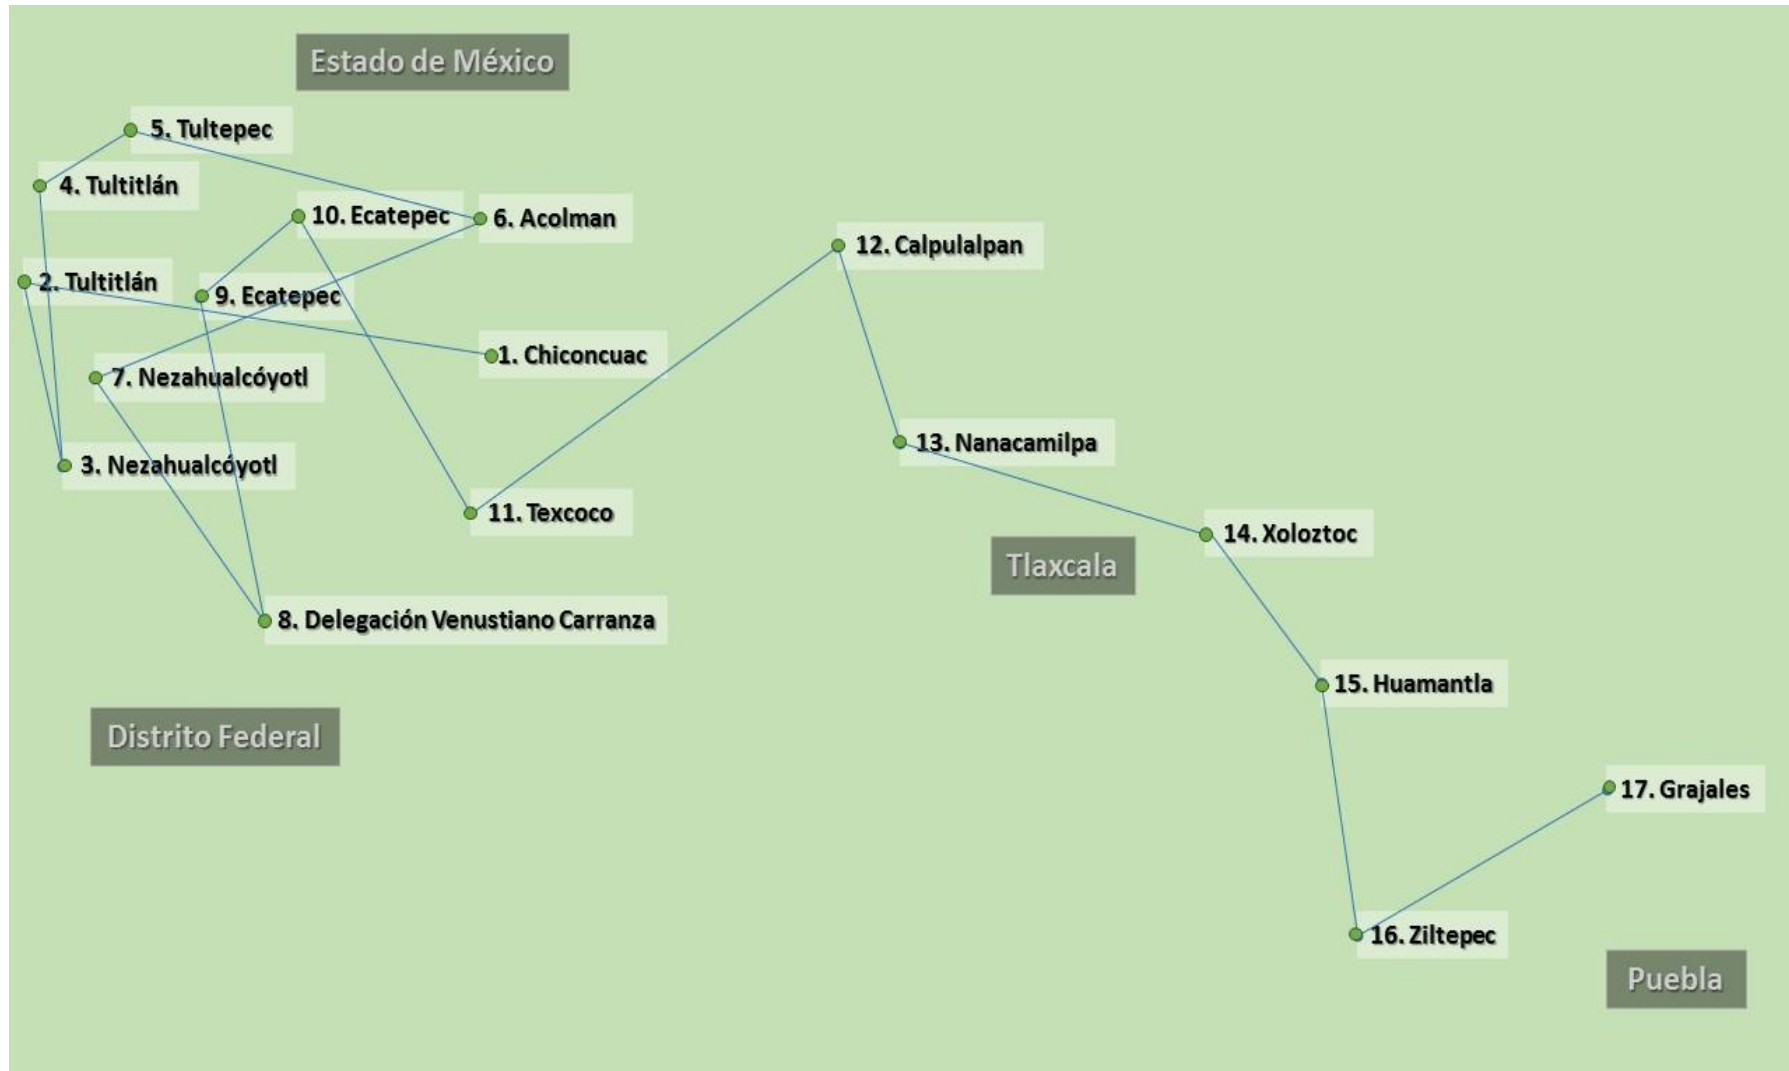 Estado de México
5. Tultepec
4. Tultitlán
10. Ecatepec
6. Acolman
12. Calpulalpan
2. Tultitlán
9. Ecatepec
1. Chiconcuac
7. Nezahualcóyotl
13. Nanacamilpa
3. Nezahualcóyotl
11. Texcoco
14. Xoloztoc
Tlaxcala
8. Delegación Venustiano Carranza
15. Huamantla
Distrito Federal
17. Grajales
16. Ziltepec
Puebla